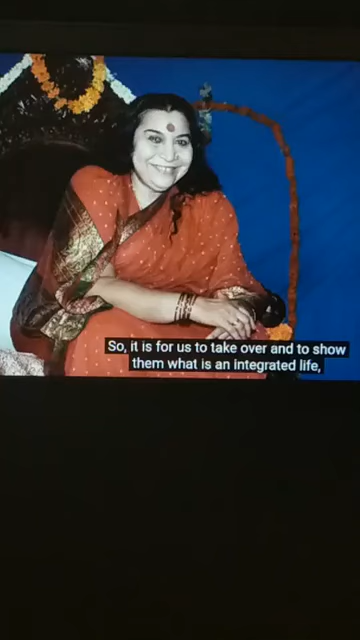 So, it is for us to take over and to show
them what is an integrated life,